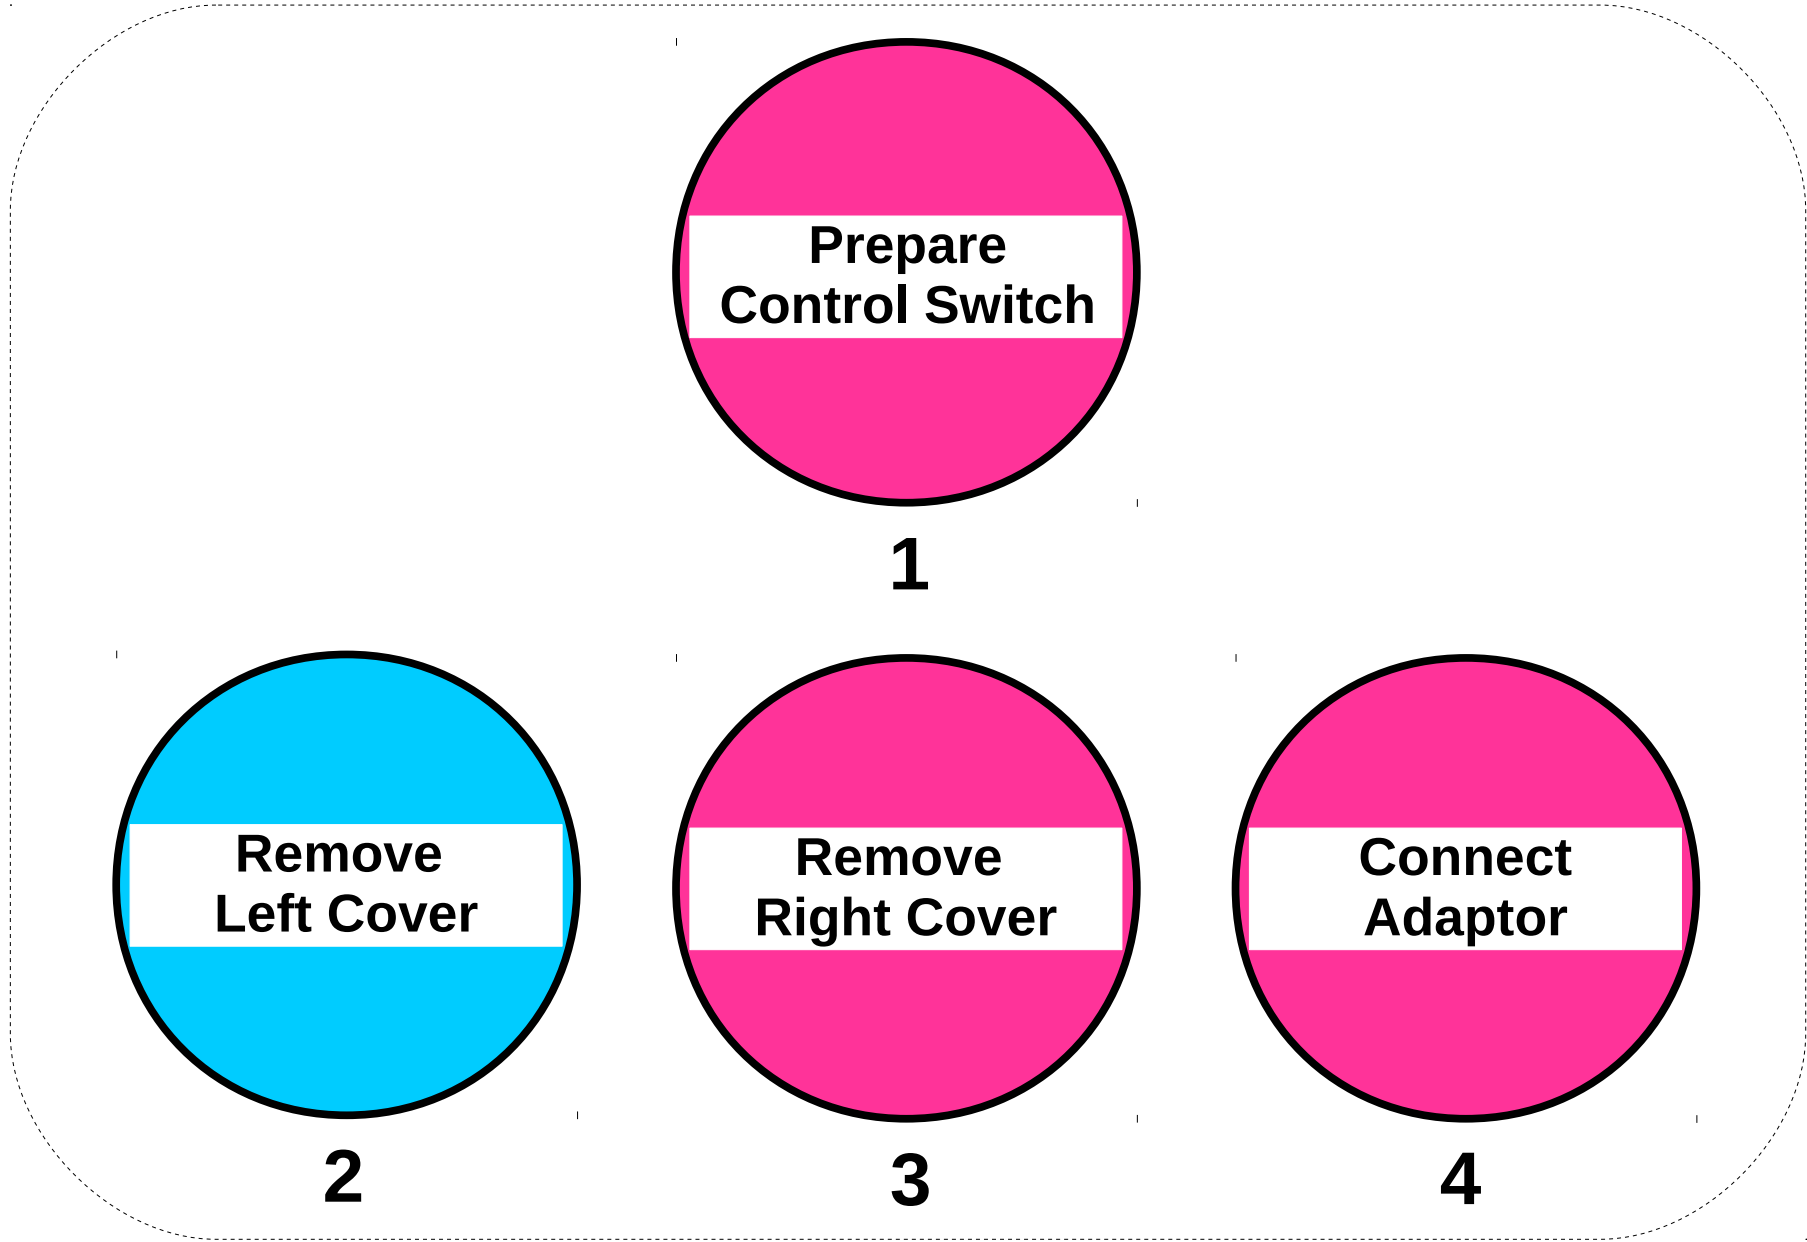 Prepare
Control Switch
1
Remove
Left Cover
2
Remove
Right Cover
3
Connect
Adaptor
4